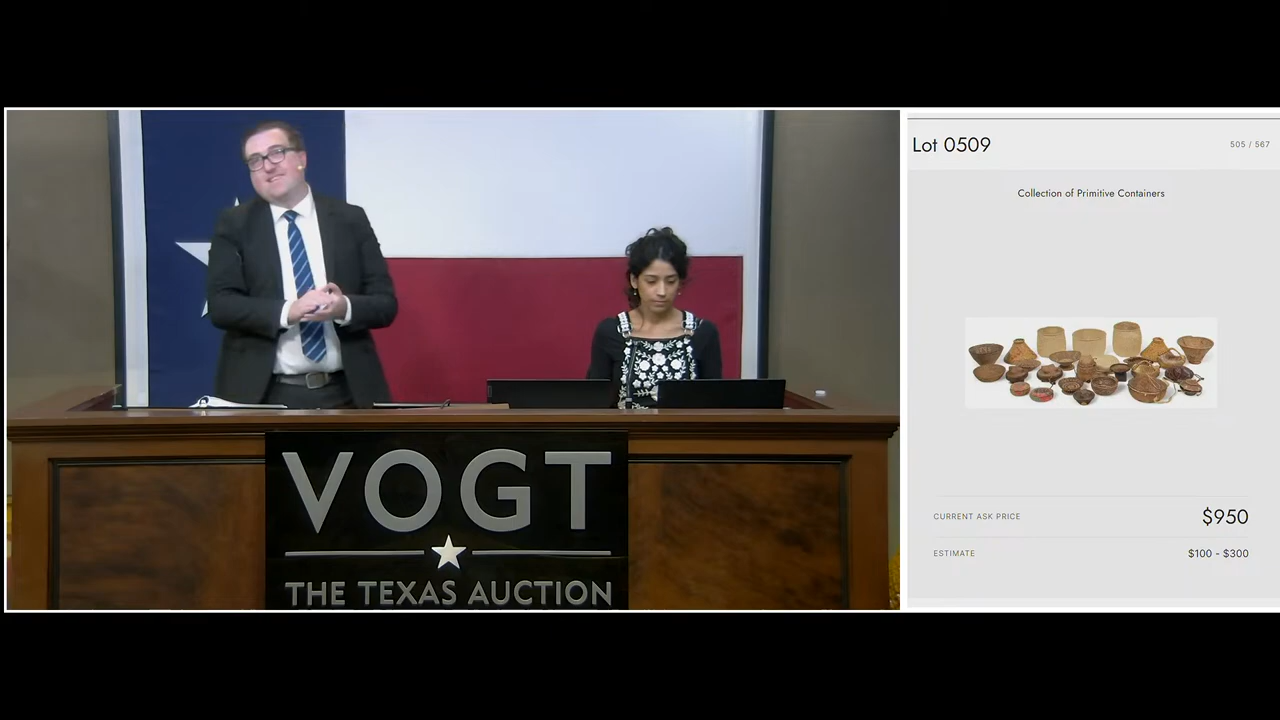 Lot 0509
505 / 567
Collection of Primitive Containers
CURRENT ASK PRICE
$950
ESTIMATE
$100 - $300
VOGT
THE TEXAS AUCTION